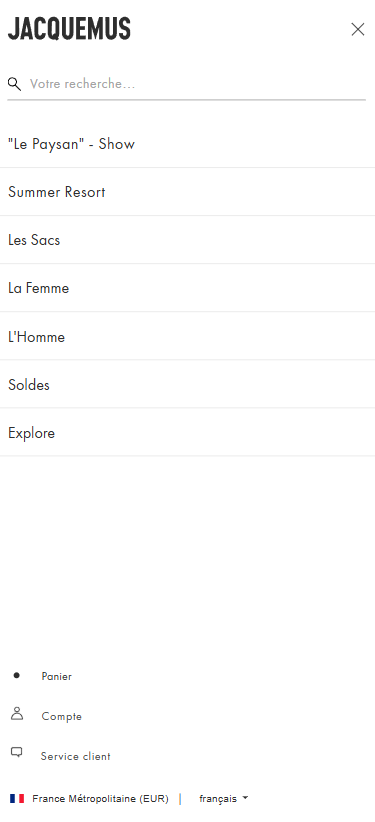 JACQUEMUS
Votre recherche...
"Le Paysan" - Show
Summer Resort
Les Sacs
La Femme
L'Homme
Soldes
Explore
Panier
Compte
Service client
France Métropolitaine (EUR) | français